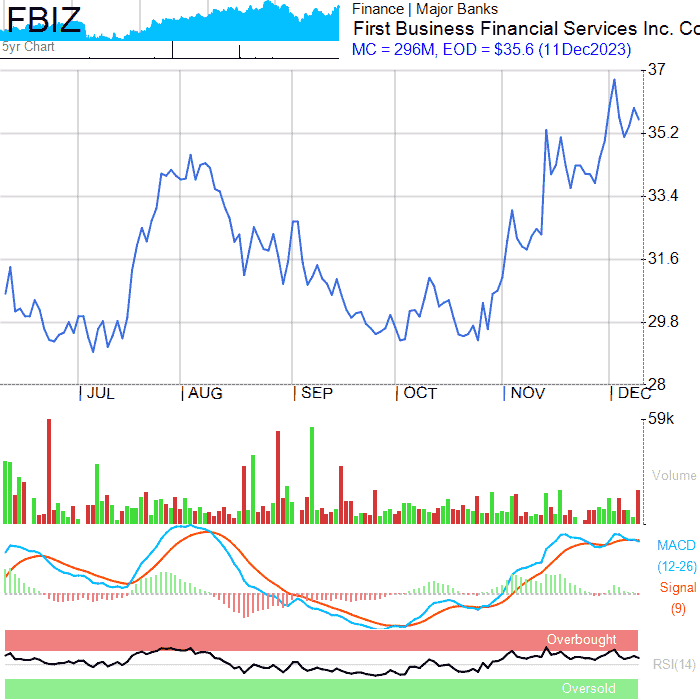 FBIZ
5yr Chart
Finance | Major Banks
First Business Financial Services Inc. Co
MC = 296M, EOD = $35.6 (11Dec2023)
37
35.2
33.4
31.6
29.8
28
| JUL | AUG | SEP | OCT | NOV | DEC
59k
Volume
MACD
(12-26)
Signal
(9)
Overbought
RSI(14)
Oversold